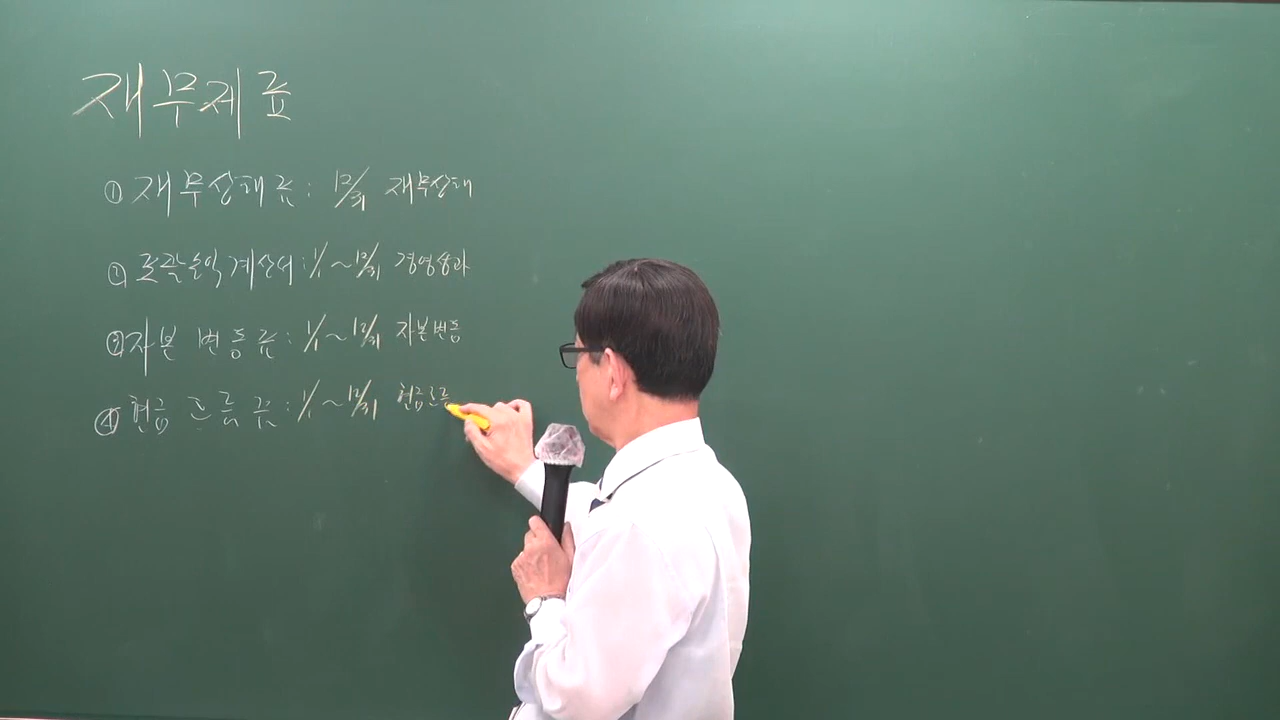 재무제표
① 재무상태표: 12/31 재무상태
② 포괄손익계산서: 1/1~12/31 경영성과
③ 자본변동표: 1/1~12/31 자본변동
④ 현금흐름표: 1/1~12/31 현금흐름